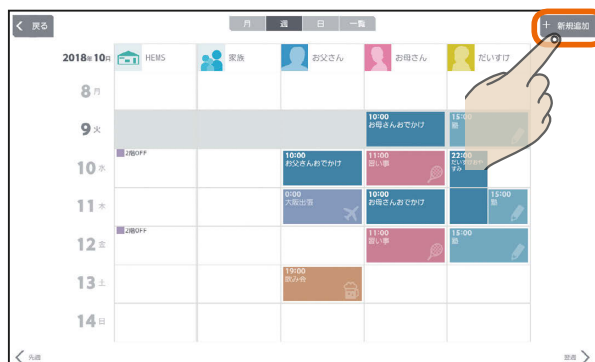 戻る
月 週 日 一覧
+ 新規追加
2018年10月 HEMS 家族 お父さん お母さん だいすけ
8月
9火
10:00
お母さんおでかけ
15:00
塾
2階OFF
10水
10:00
お父さんおでかけ
11:00
習い事
22:00
11木
0:00
大阪出張
10:00
お母さんおでかけ
15:00
塾
2階OFF
12金
11:00
習い事
15:00
塾
13土
19:00
飲み会
14日
先週
翌週